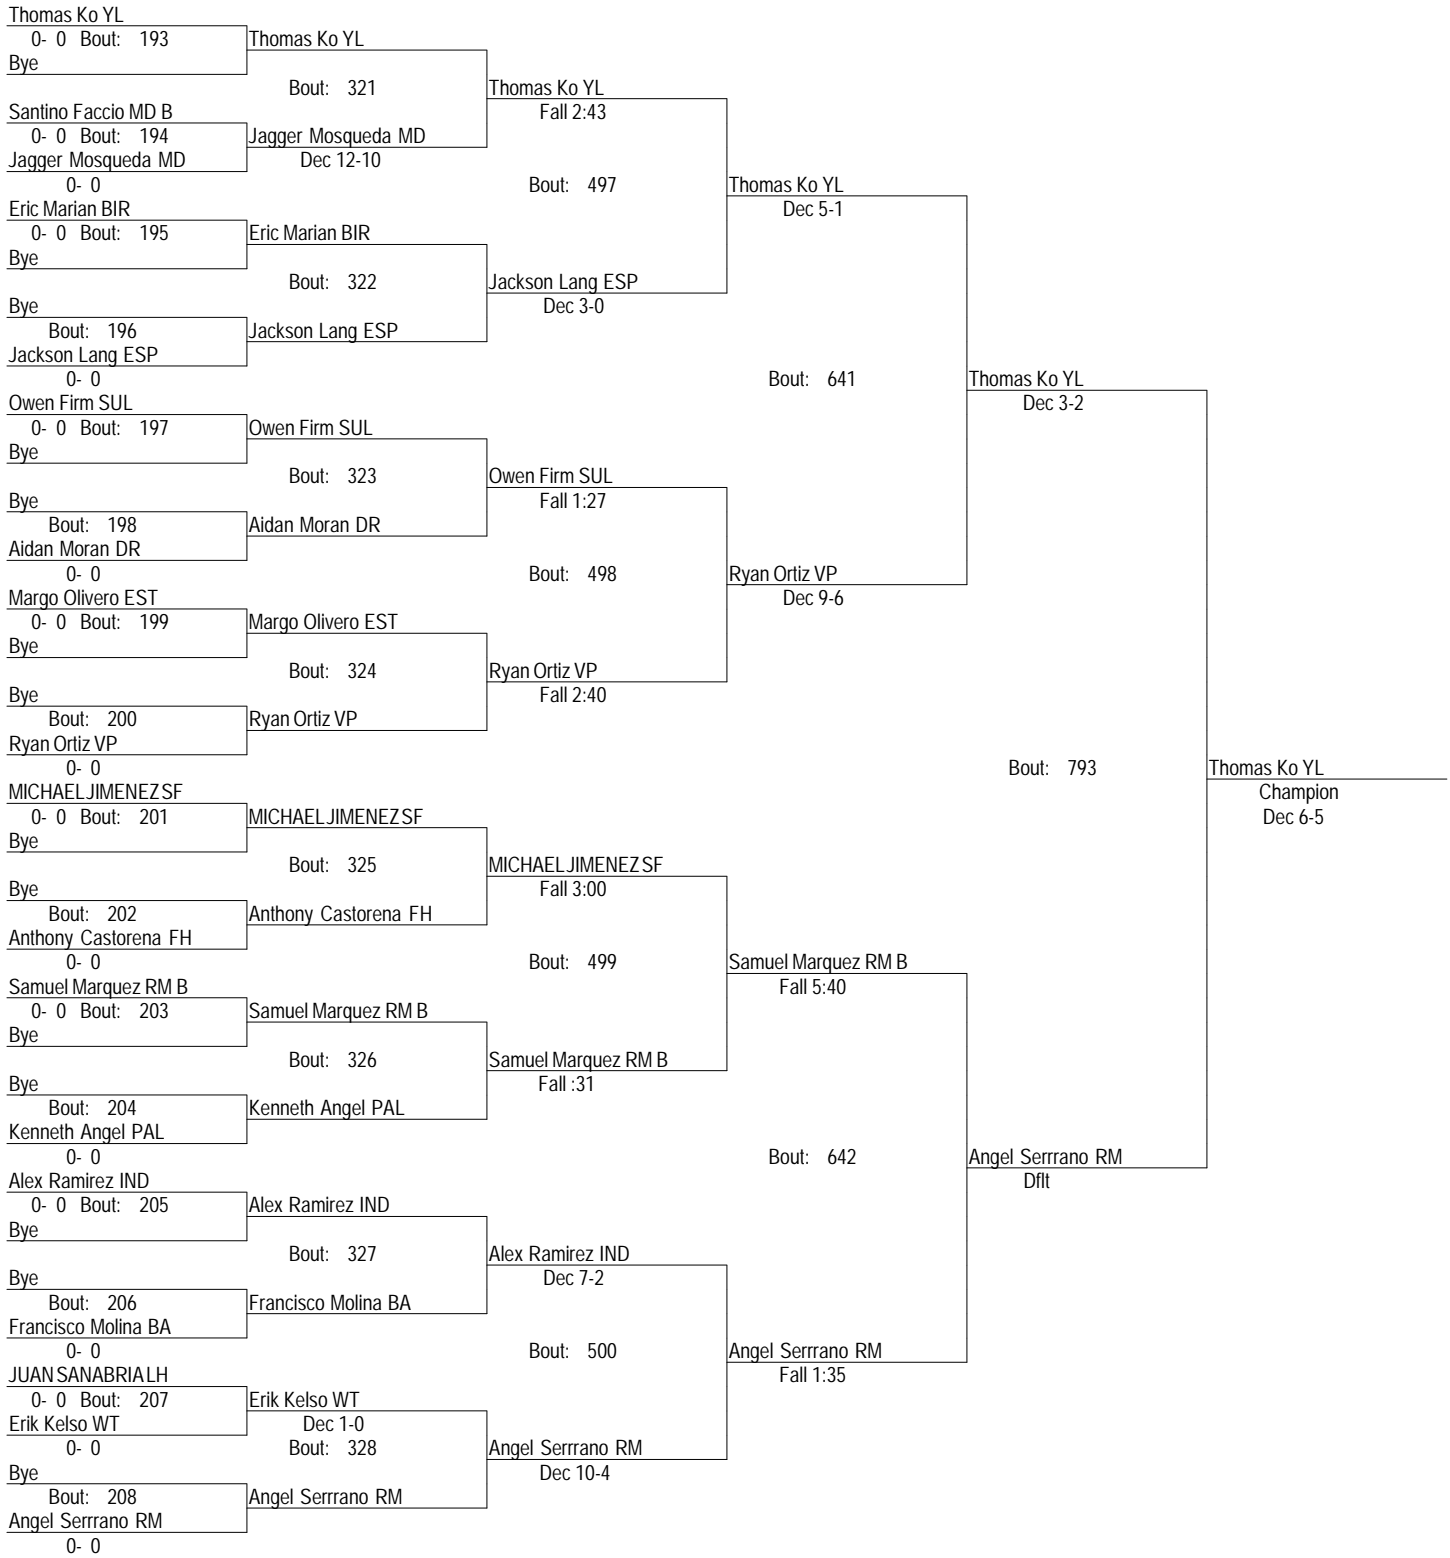 Thomas Ko YL
0- 0 Bout: 193
Thomas Ko YL
Bye
Bout: 321
Thomas Ko YL
Santino Faccio MD B
Fall 2:43
0- 0 Bout: 194
Jagger Mosqueda MD
Jagger Mosqueda MD
Dec 12-10
0- 0
Bout: 497
Thomas Ko YL
Eric Marian BIR
Dec 5-1
0- 0 Bout: 195
Eric Marian BIR
Bye
Bout: 322
Jackson Lang ESP
Bye
Dec 3-0
Bout: 196
Jackson Lang ESP
Jackson Lang ESP
0- 0
Bout: 641
Thomas Ko YL
Owen Firm SUL
Dec 3-2
0- 0 Bout: 197
Owen Firm SUL
Bye
Bout: 323
Owen Firm SUL
Bye
Fall 1:27
Bout: 198
Aidan Moran DR
Aidan Moran DR
0- 0
Bout: 498
Ryan Ortiz VP
Margo Olivero EST
Dec 9-6
0- 0 Bout: 199
Margo Olivero EST
Bye
Bout: 324
Ryan Ortiz VP
Bye
Fall 2:40
Bout: 200
Ryan Ortiz VP
Ryan Ortiz VP
0- 0
Bout: 793
Thomas Ko YL
MICHAEL JIMENEZ SF
Champion
0- 0 Bout: 201
MICHAEL JIMENEZ SF
Dec 6-5
Bye
Bout: 325
MICHAEL JIMENEZ SF
Bye
Fall 3:00
Bout: 202
Anthony Castorena FH
Anthony Castorena FH
0- 0
Bout: 499
Samuel Marquez RM B
Samuel Marquez RM B
Fall 5:40
0- 0 Bout: 203
Samuel Marquez RM B
Bye
Bout: 326
Samuel Marquez RM B
Bye
Fall :31
Bout: 204
Kenneth Angel PAL
Kenneth Angel PAL
0- 0
Bout: 642
Angel Serrrano RM
Alex Ramirez IND
Dflt
0- 0 Bout: 205
Alex Ramirez IND
Bye
Bout: 327
Alex Ramirez IND
Bye
Dec 7-2
Bout: 206
Francisco Molina BA
Francisco Molina BA
0- 0
Bout: 500
Angel Serrrano RM
JUAN SANABRIA LH
Fall 1:35
0- 0 Bout: 207
Erik Kelso WT
Erik Kelso WT
Dec 1-0
0- 0
Bout: 328
Angel Serrrano RM
Bye
Dec 10-4
Bout: 208
Angel Serrrano RM
Angel Serrrano RM
0- 0